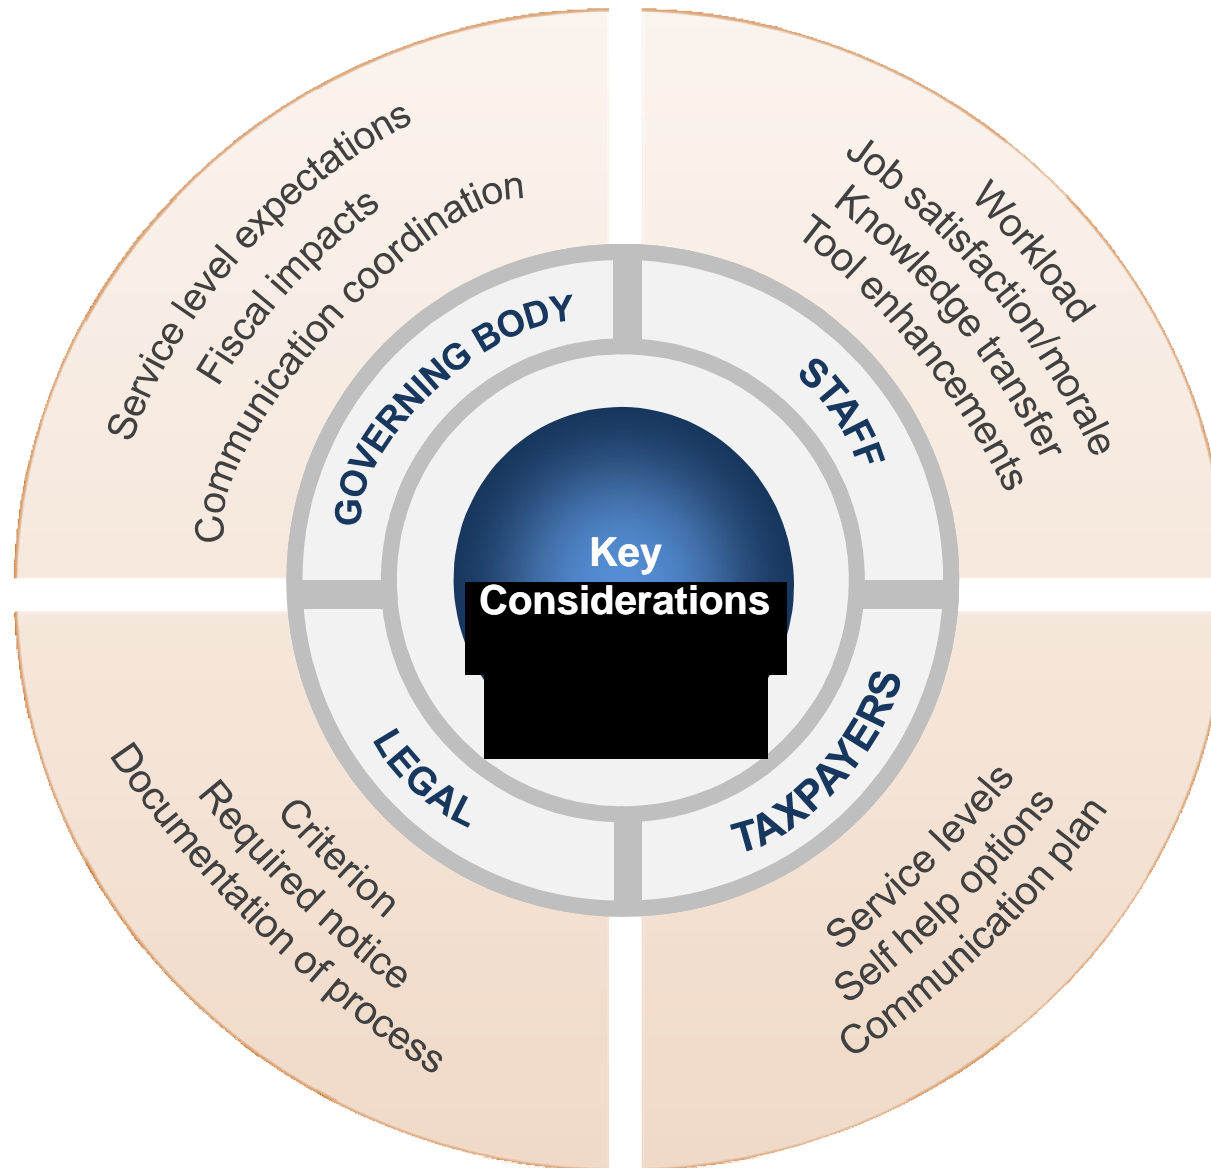 Service level expectations
Fiscal impacts
Communication coordination
GOVERNING BODY
Workload
Job satisfaction/morale
Knowledge transfer
Tool enhancements
STAFF
Key
Considerations
LEGAL
Criterion
Required notice
Documentation of process
TAXPAYERS
Service levels
Self help options
Communication plan